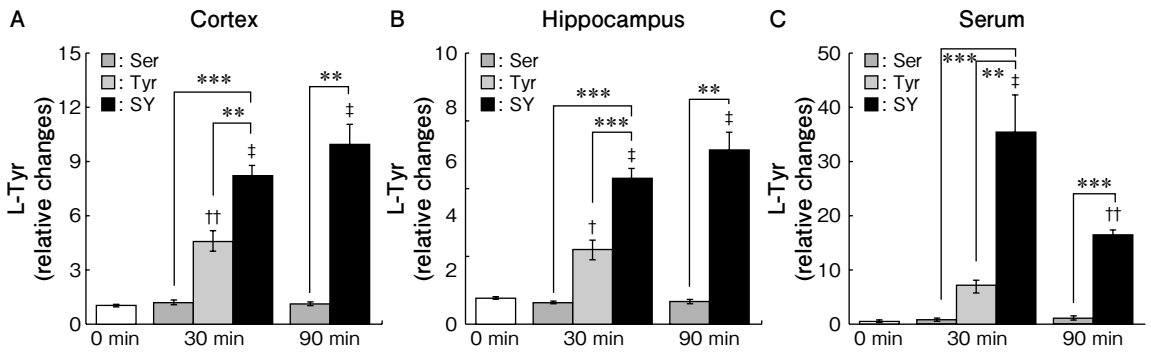 A
Cortex
L-Tyr
(relative changes)
15
12
9
6
3
0
: Ser
: Tyr
: SY
***
**
**
††
‡
‡
0 min
30 min
90 min
B
Hippocampus
L-Tyr
(relative changes)
10
8
6
4
2
0
: Ser
: Tyr
: SY
***
***
**
†
‡
‡
0 min
30 min
90 min
C
Serum
L-Tyr
(relative changes)
50
40
30
20
10
0
: Ser
: Tyr
: SY
***
**
‡
***
††
0 min
30 min
90 min